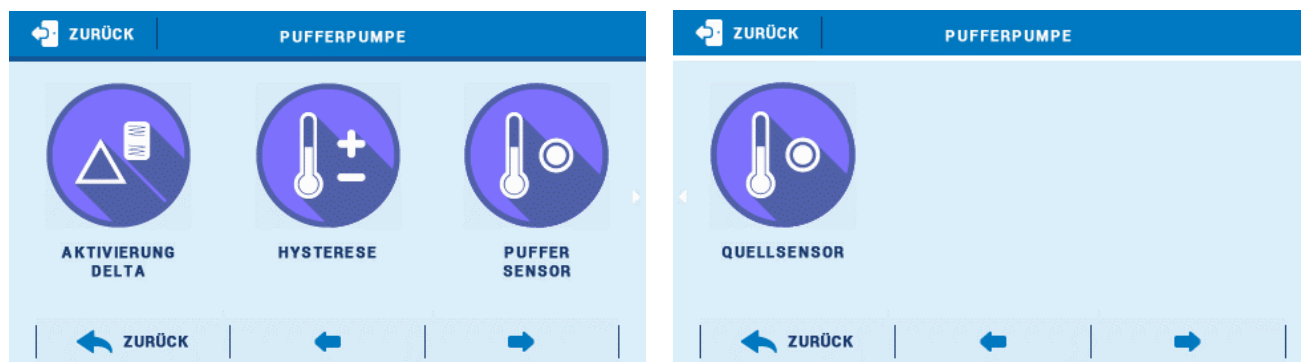 ZURÜCK
PUFFERPUMPE
AKTIVIERUNG
DELTA
HYSTERESE
PUFFER
SENSOR
ZURÜCK
ZURÜCK
PUFFERPUMPE
QUELLSENSOR
ZURÜCK